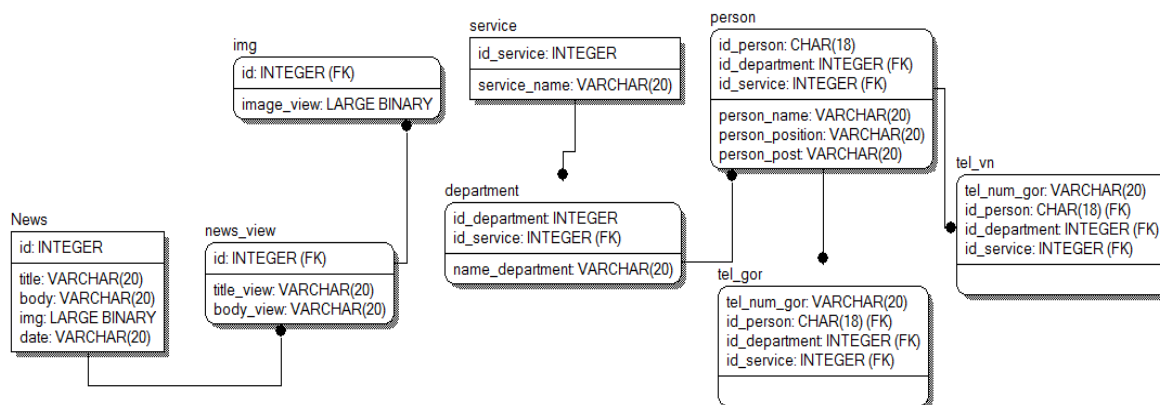 img
id: INTEGER (FK)
image_view: LARGE BINARY
service
id_service: INTEGER
service_name: VARCHAR(20)
person
id_person: CHAR(18)
id_department: INTEGER (FK)
id_service: INTEGER (FK)
person_name: VARCHAR(20)
person_position: VARCHAR(20)
person_post: VARCHAR(20)
tel_vn
tel_num_gor: VARCHAR(20)
id_person: CHAR(18) (FK)
id_department: INTEGER (FK)
id_service: INTEGER (FK)
department
id_department: INTEGER
id_service: INTEGER (FK)
name_department: VARCHAR(20)
News
id: INTEGER
title: VARCHAR(20)
body: VARCHAR(20)
img: LARGE BINARY
date: VARCHAR(20)
news_view
id: INTEGER (FK)
title_view: VARCHAR(20)
body_view: VARCHAR(20)
tel_gor
tel_num_gor: VARCHAR(20)
id_person: CHAR(18) (FK)
id_department: INTEGER (FK)
id_service: INTEGER (FK)